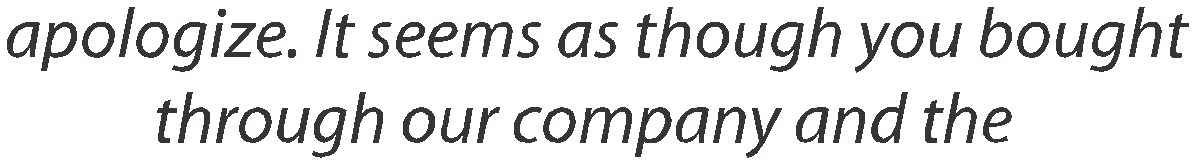 apologize. It seems as though you bought
through our company and the